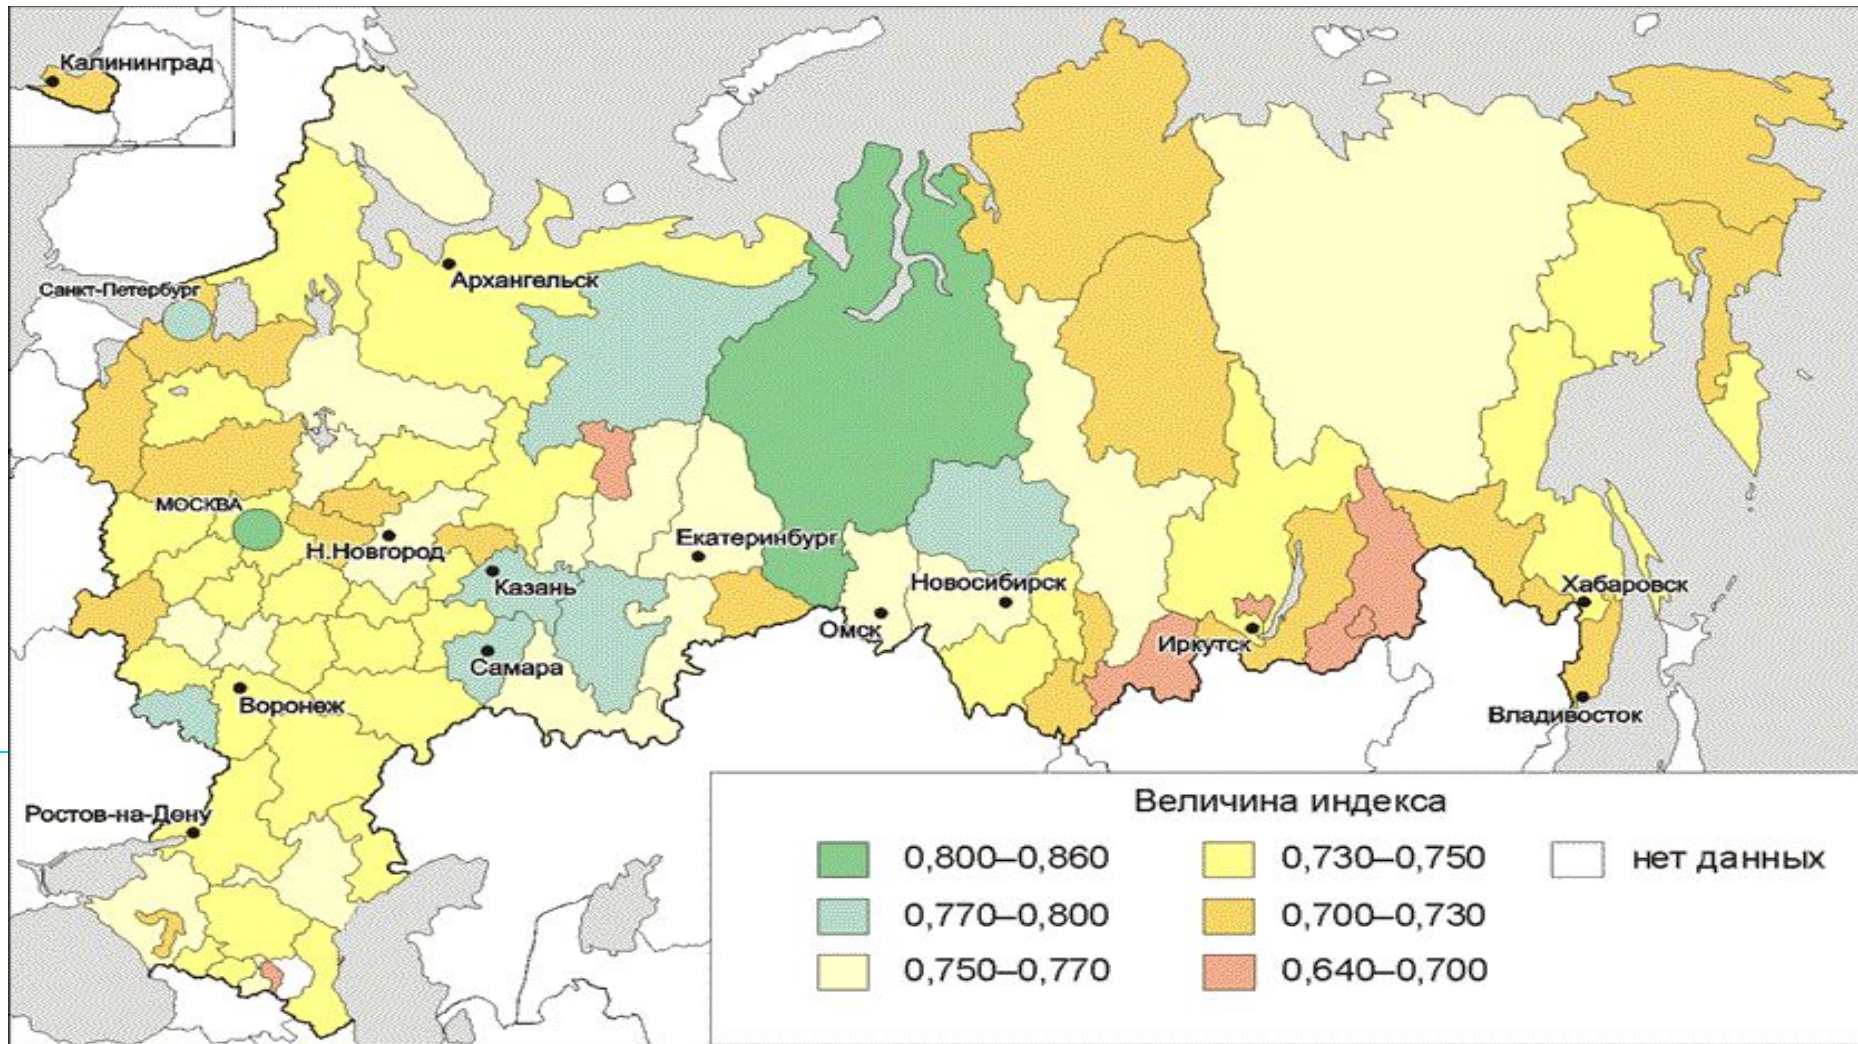 Калининград
Санкт-Петербург
Архангельск
МОСКВА
Н.Новгород
Екатеринбург
Казань
Новосибирск
Хабаровск
Омск
Иркутск
Самара
Воронеж
Владивосток
Ростов-на-Дону
Величина индекса
0,800–0,860
0,730–0,750
нет данных
0,770–0,800
0,700–0,730
0,750–0,770
0,640–0,700